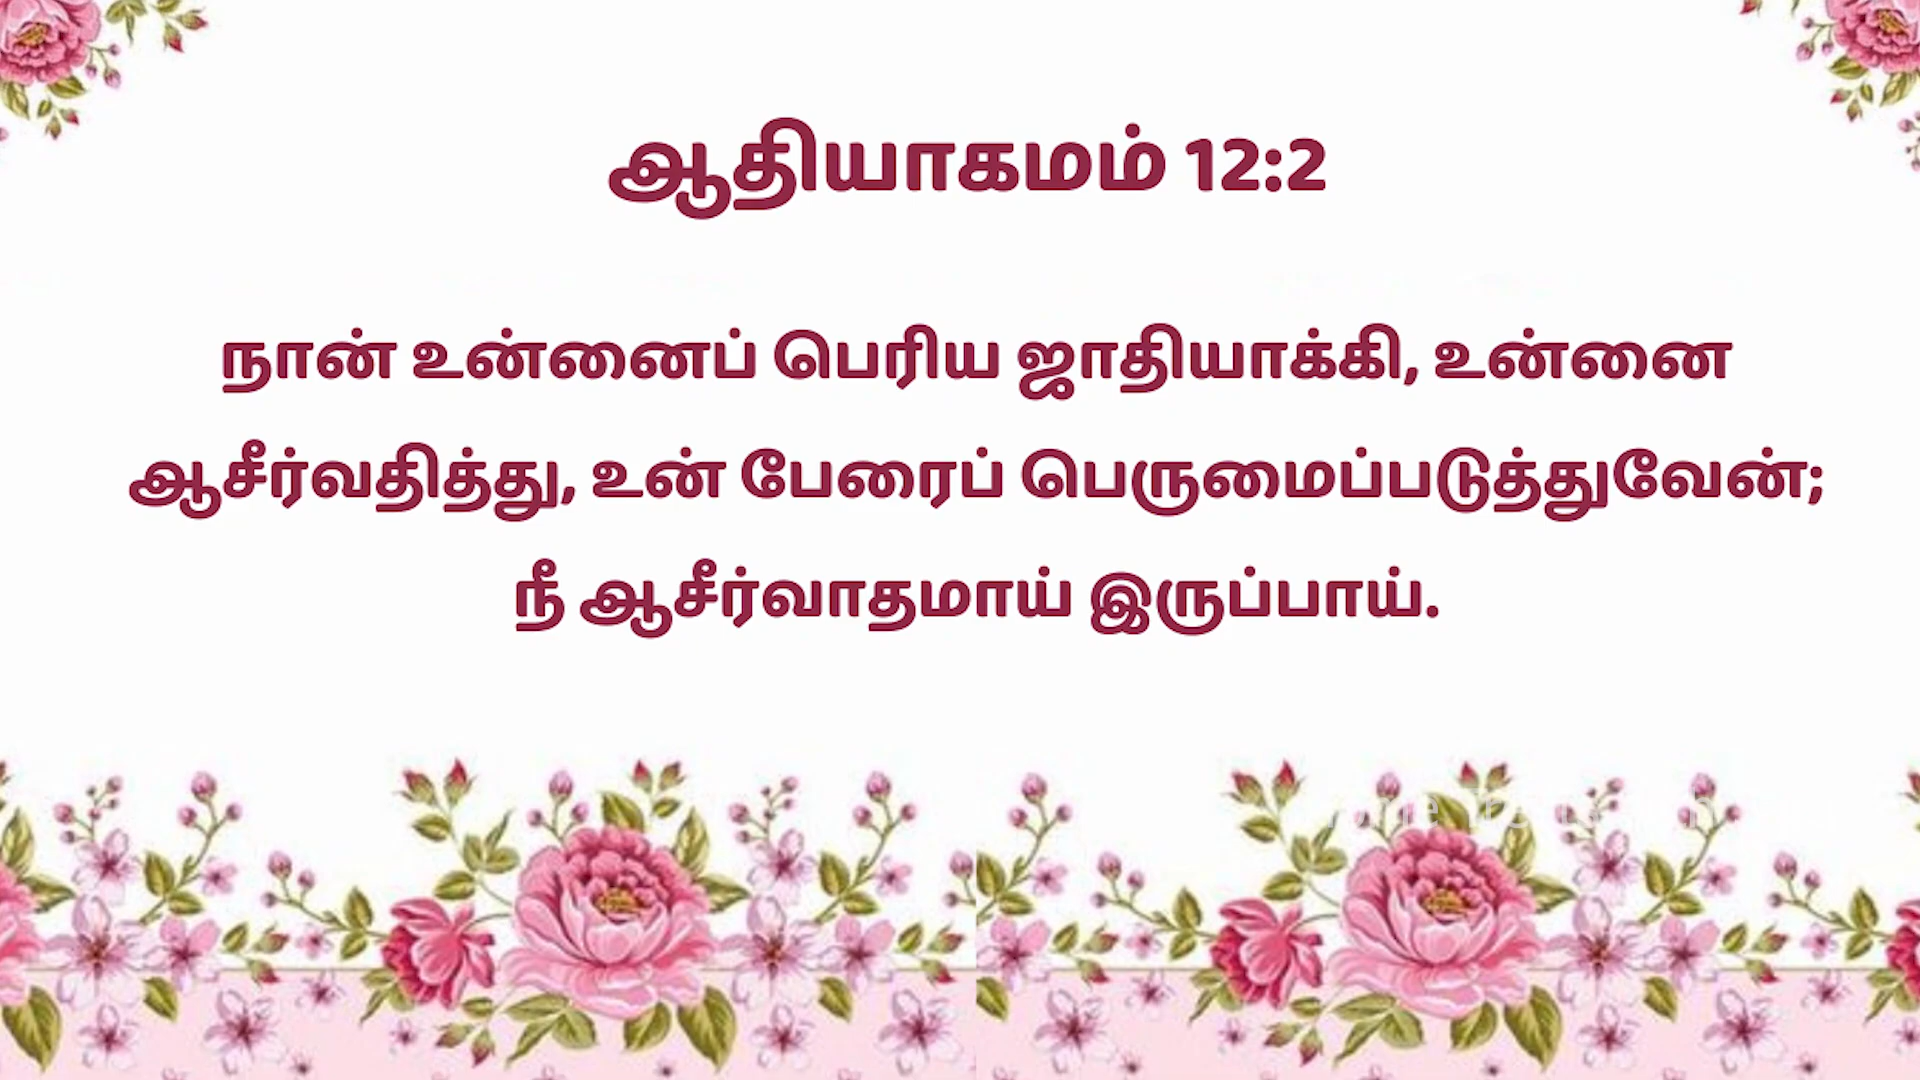 ஆதியாகமம் 12:2
நான் உன்னைப் பெரிய ஜாதியாக்கி, உன்னை
ஆசீர்வதித்து, உன் பேரைப் பெருமைப்படுத்துவேன்;
நீ ஆசீர்வாதமாய் இருப்பாய்.